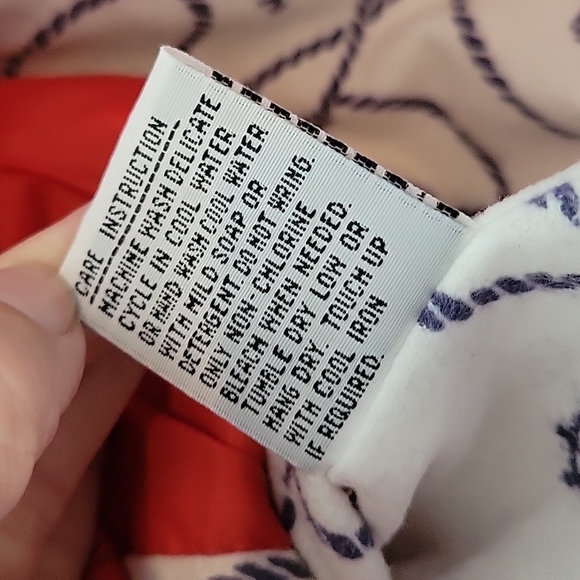 CARE INSTRUCTION
MACHINE WASH DELICATE
CYCLE IN COOL WATER
OR HAND WASH COOL WATER
WITH MILD SOAP OR
DETERGENT DO NOT WRING.
ONLY NON-CHLORINE
BLEACH WHEN NEEDED.
TUMBLE DRY LOW OR
HANG DRY. TOUCH UP
WITH COOL IRON
IF REQUIRED.